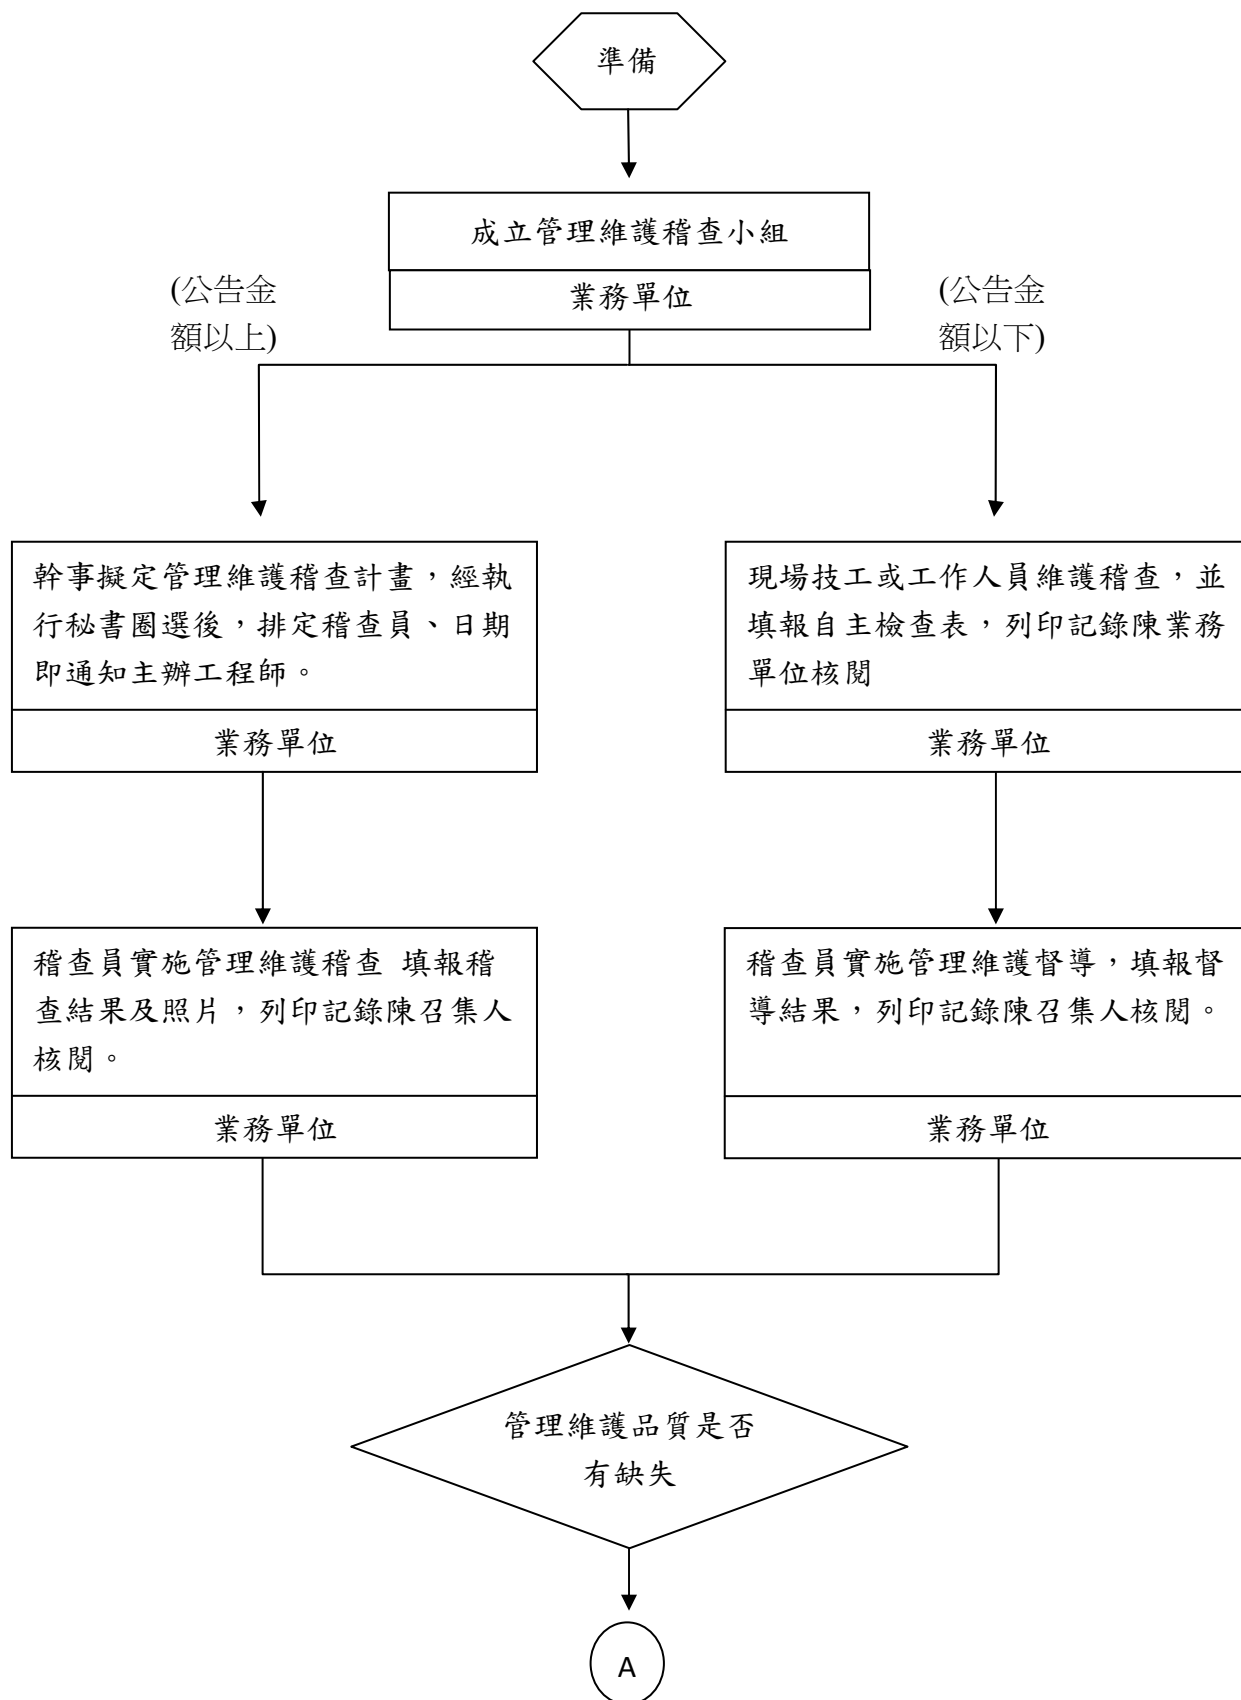 準備
成立管理維護稽查小組
業務單位
(公告金
額以上)
(公告金
額以下)
幹事擬定管理維護稽查計畫，經執
行秘書圈選後，排定稽查員、日期
即通知主辦工程師。
業務單位
現場技工或工作人員維護稽查，並
填報自主檢查表，列印記錄陳業務
單位核閱
業務單位
稽查員實施管理維護稽查 填報稽
查結果及照片，列印記錄陳召集人
核閱。
業務單位
稽查員實施管理維護督導，填報督
導結果，列印記錄陳召集人核閱。
業務單位
管理維護品質是否
有缺失
A